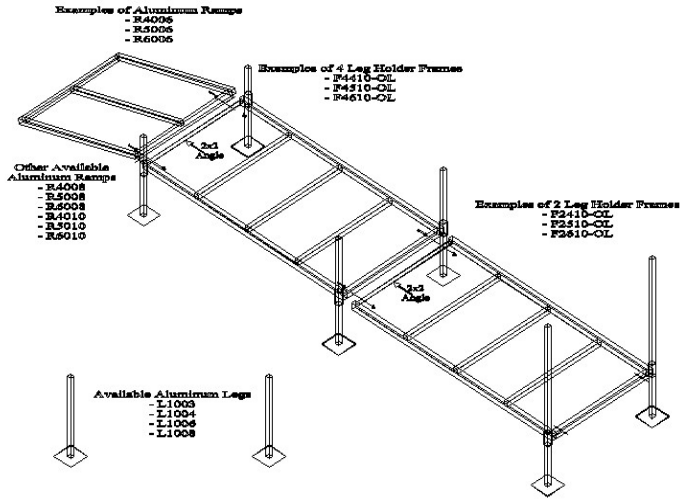 Examples of Aluminum Ramps
- R4006
- R5006
- R6006
Examples of 4 Leg Holder Frames
- F4410-OL
- F4510-OL
- F4610-OL
2x2
Angle
Other Available
Aluminum Ramps
- R4008
- R5008
- R6008
- R4010
- R5010
- R6010
Examples of 2 Leg Holder Frames
- F2410-OL
- F2510-OL
- F2610-OL
2x2
Angle
Available Aluminum Legs
- L1003
- L1004
- L1006
- L1008